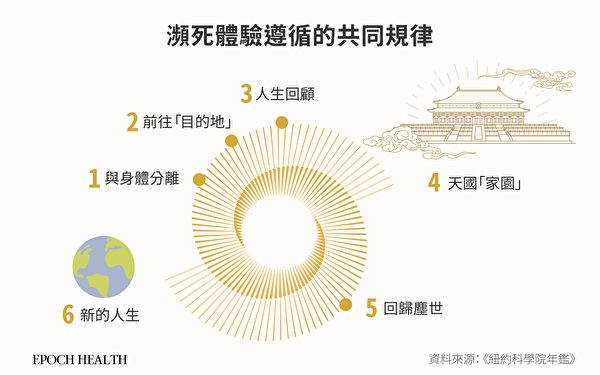 瀕死體驗遵循的共同規律
3 人生回顧
2 前往「目的地」
1 與身體分離
4 天國「家園」
5 回歸塵世
6 新的人生
EPOCH HEALTH
資料來源：《紐約科學院年鑑》